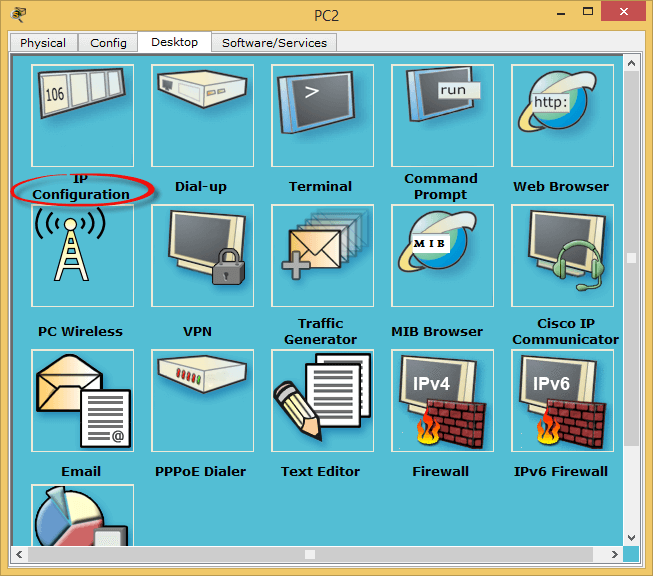 PC2
Physical Config Desktop Software/Services
106
>
run
http:
IP
Configuration
Dial-up
Terminal
Command
Prompt
Web Browser
MIB
PC Wireless
VPN
Traffic
Generator
MIB Browser
Cisco IP
Communicator
@
IPv4
IPv6
Email
PPPoE Dialer
Text Editor
Firewall
IPv6 Firewall